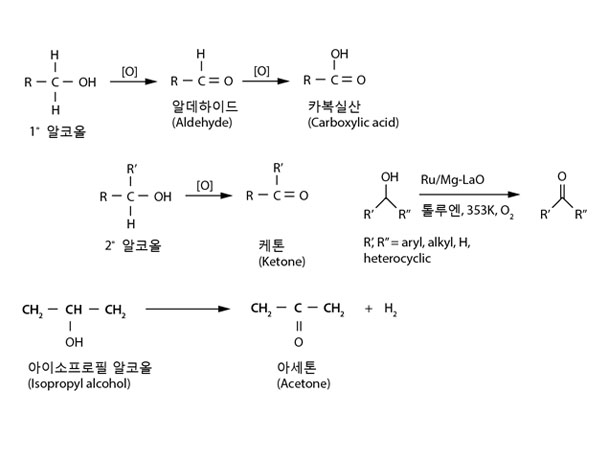 H
OH
H
[O]
[O]
R – C – OH
R – C = O
R – C = O
H
알데하이드
카복실산
1˚ 알코올
(Aldehyde)
(Carboxylic acid)
R'
R'
OH
O
[O]
Ru/Mg-LaO
R – C – OH
R – C = O
R' R"
톨루엔, 353K, O₂
R' R"
H
2˚ 알코올
케톤
(Ketone)
R', R" = aryl, alkyl, H,
heterocyclic
CH₂ – CH – CH₂
CH₂ – C – CH₂ + H₂
OH
O
아이소프로필 알코올
(Isopropyl alcohol)
아세톤
(Acetone)